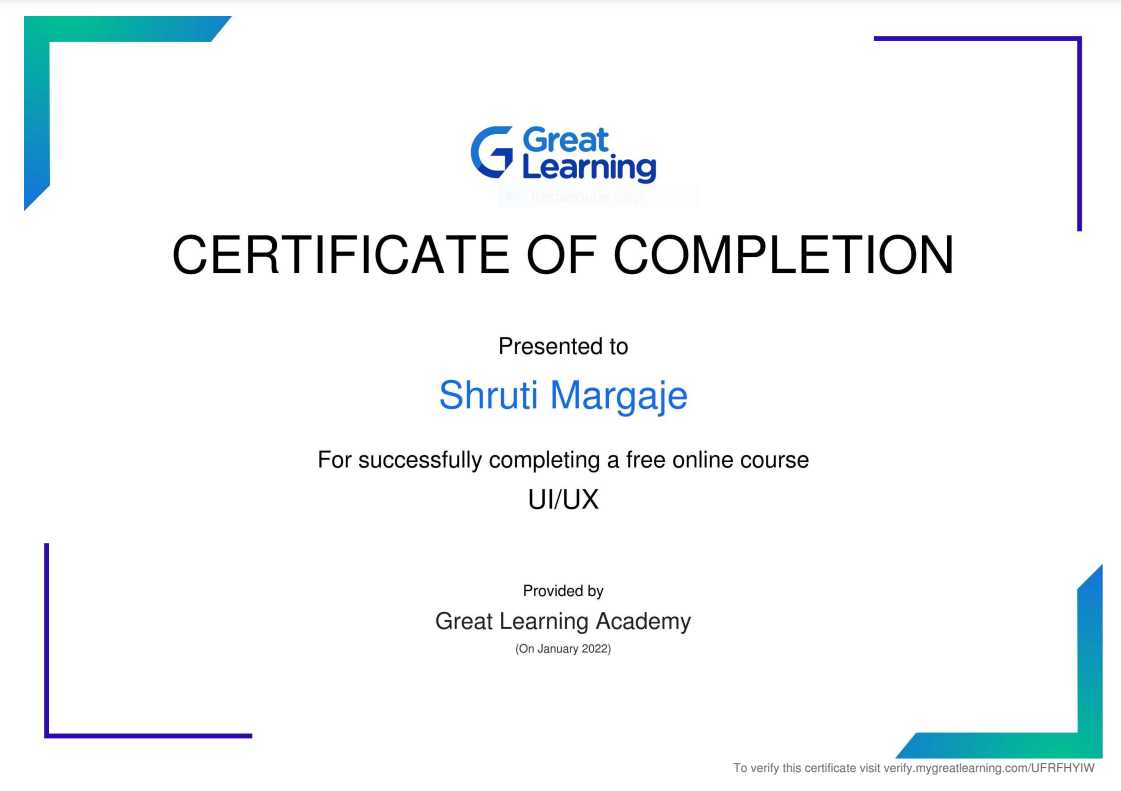 Great
Learning
Rectangular Snip
CERTIFICATE OF COMPLETION
Presented to
Shruti Margaje
For successfully completing a free online course
UI/UX
Provided by
Great Learning Academy
(On January 2022)
To verify this certificate visit verify.mygreatlearning.com/UFRFHYIW